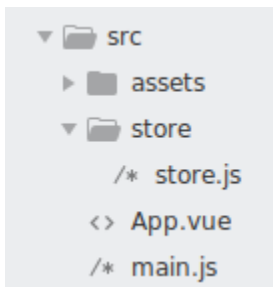 src
assets
store
/* store.js
<> App.vue
/* main.js